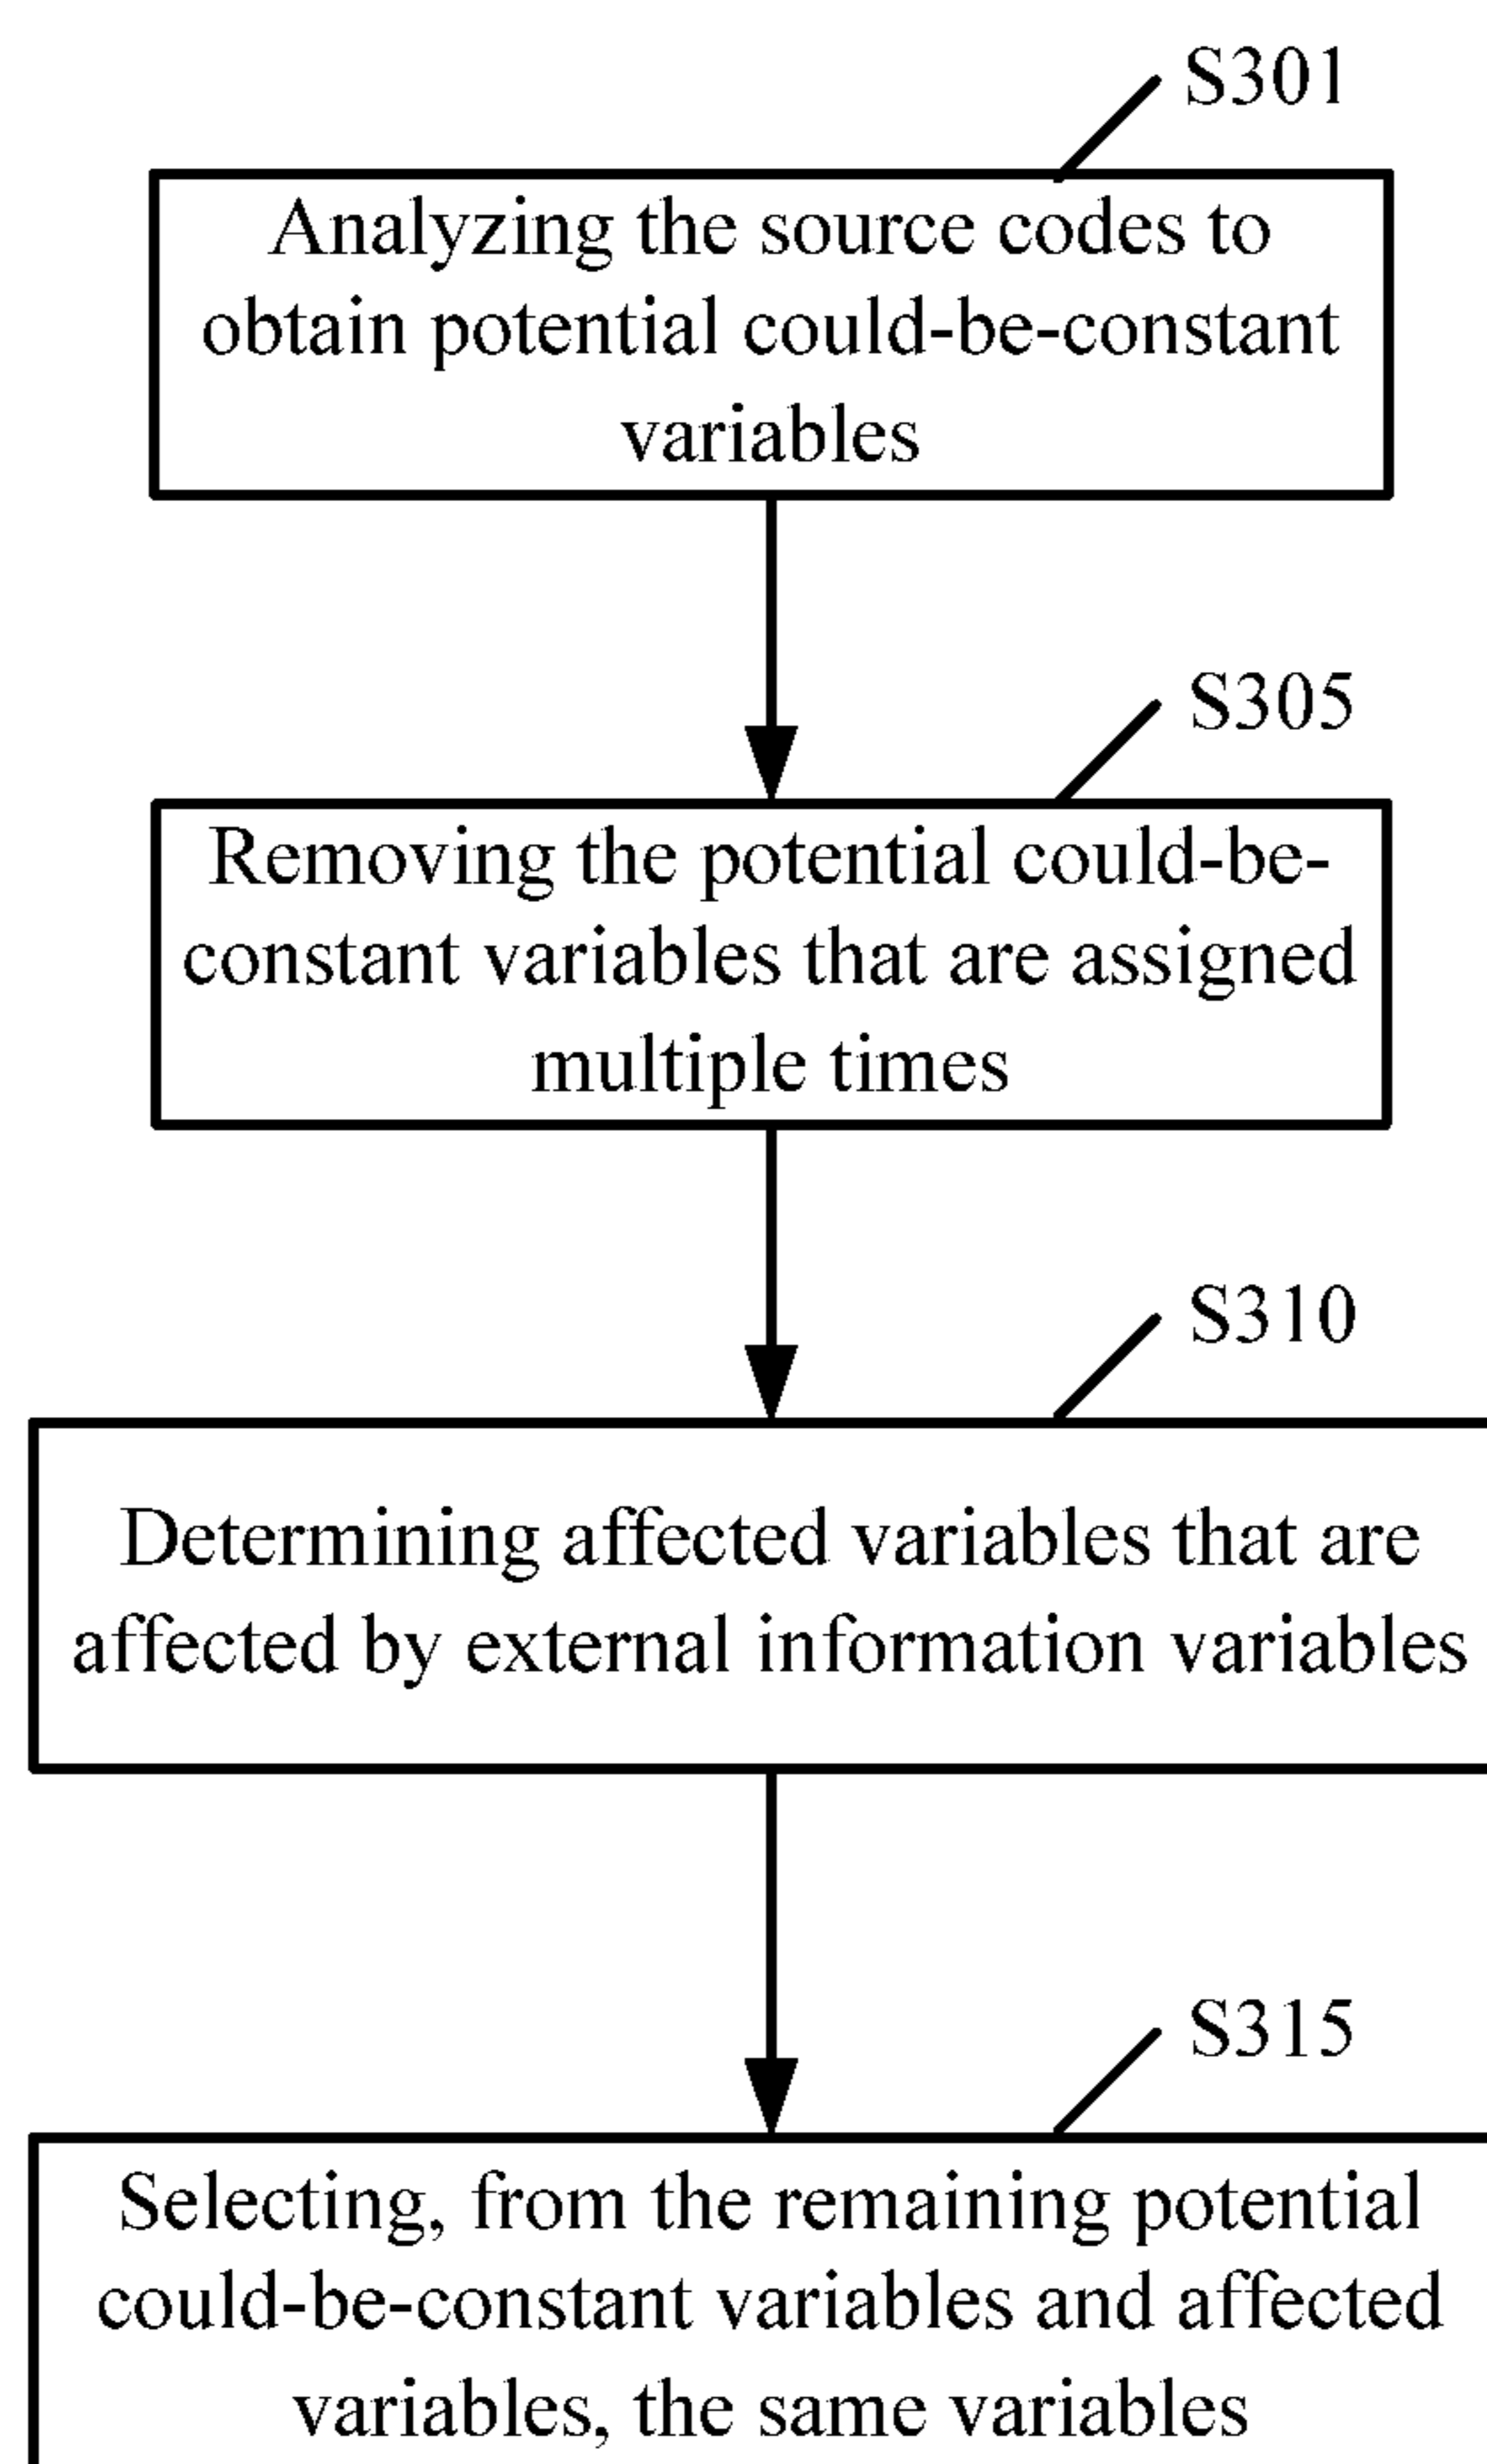 S301
Analyzing the source codes to
obtain potential could-be-constant
variables
S305
Removing the potential could-be-
constant variables that are assigned
multiple times
S310
Determining affected variables that are
affected by external information variables
S315
Selecting, from the remaining potential
could-be-constant variables and affected
variables, the same variables